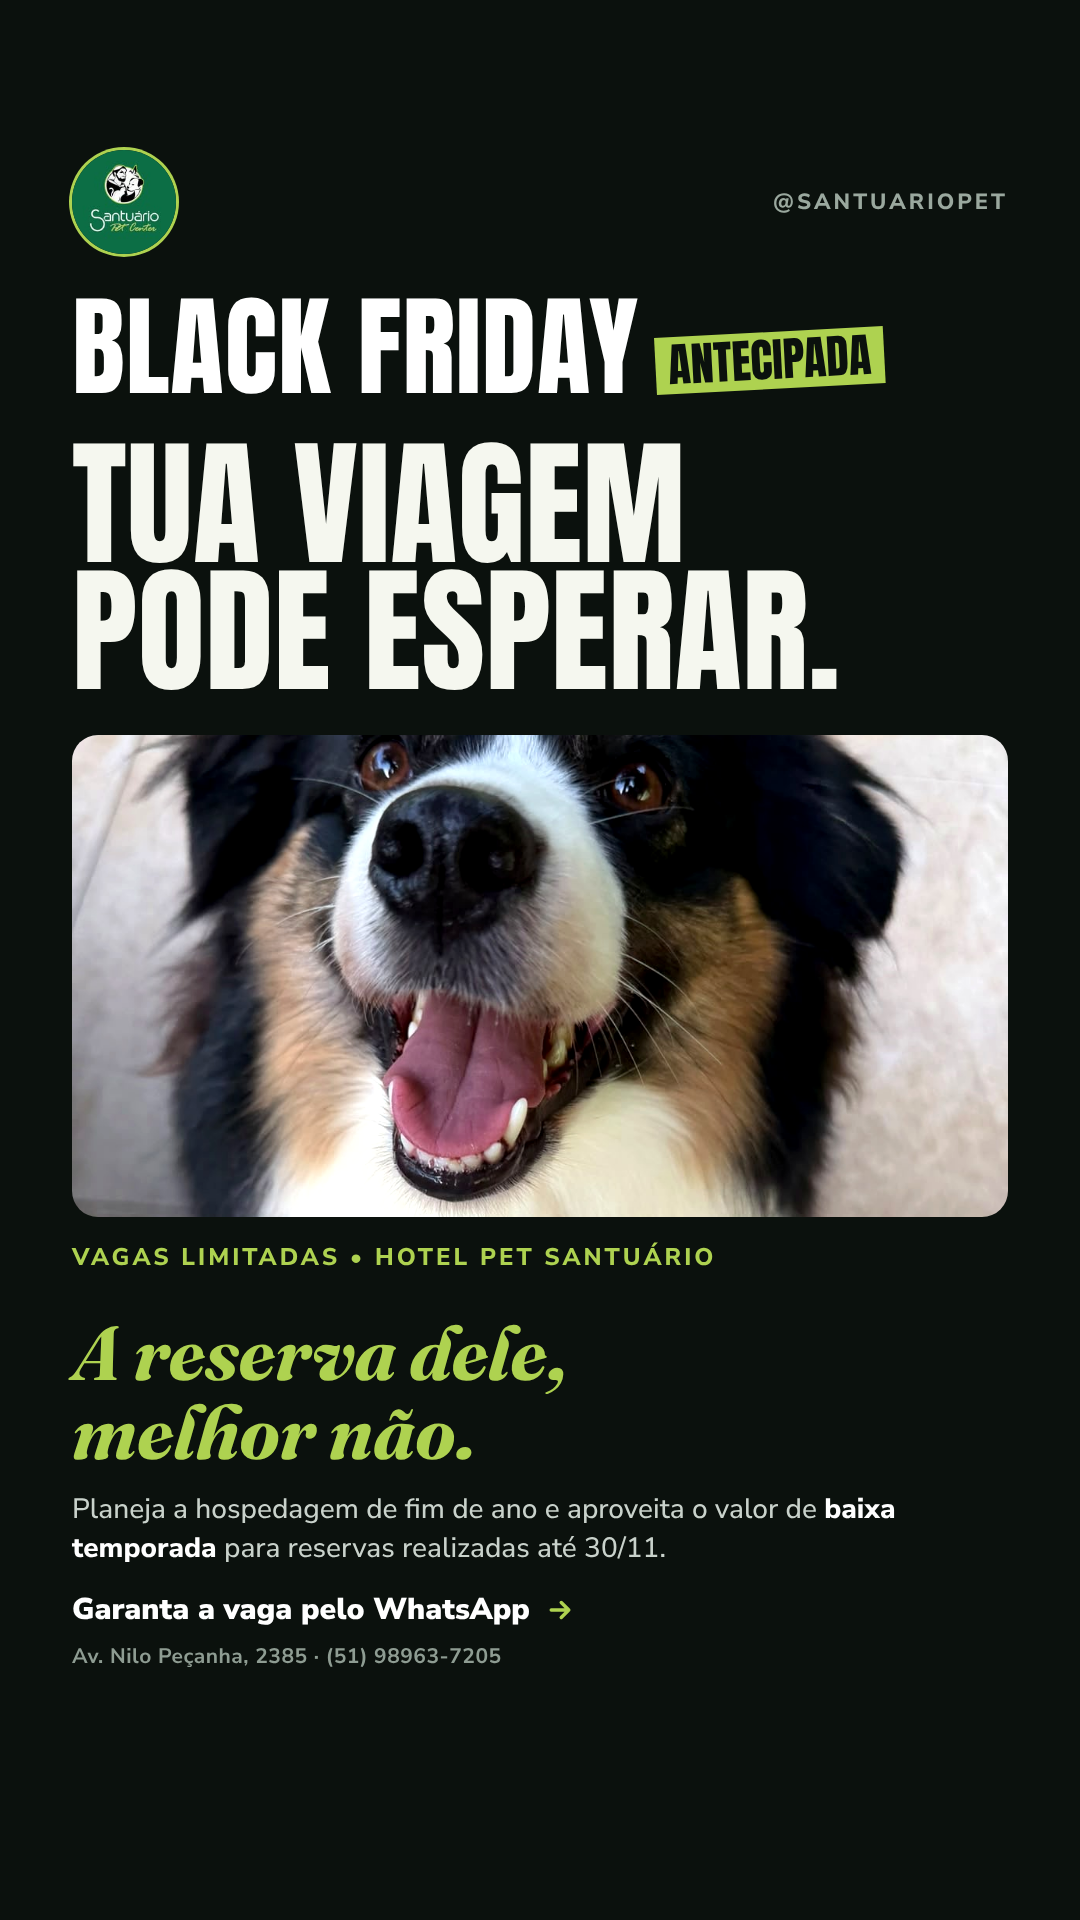 Santuário
Pet Center
@SANTUARIOPET
BLACK FRIDAY ANTECIPADA
TUA VIAGEM
PODE ESPERAR.
VAGAS LIMITADAS • HOTEL PET SANTUÁRIO
A reserva dele,
melhor não.
Planeja a hospedagem de fim de ano e aproveita o valor de baixa
temporada para reservas realizadas até 30/11.
Garanta a vaga pelo WhatsApp →
Av. Nilo Peçanha, 2385 · (51) 98963-7205